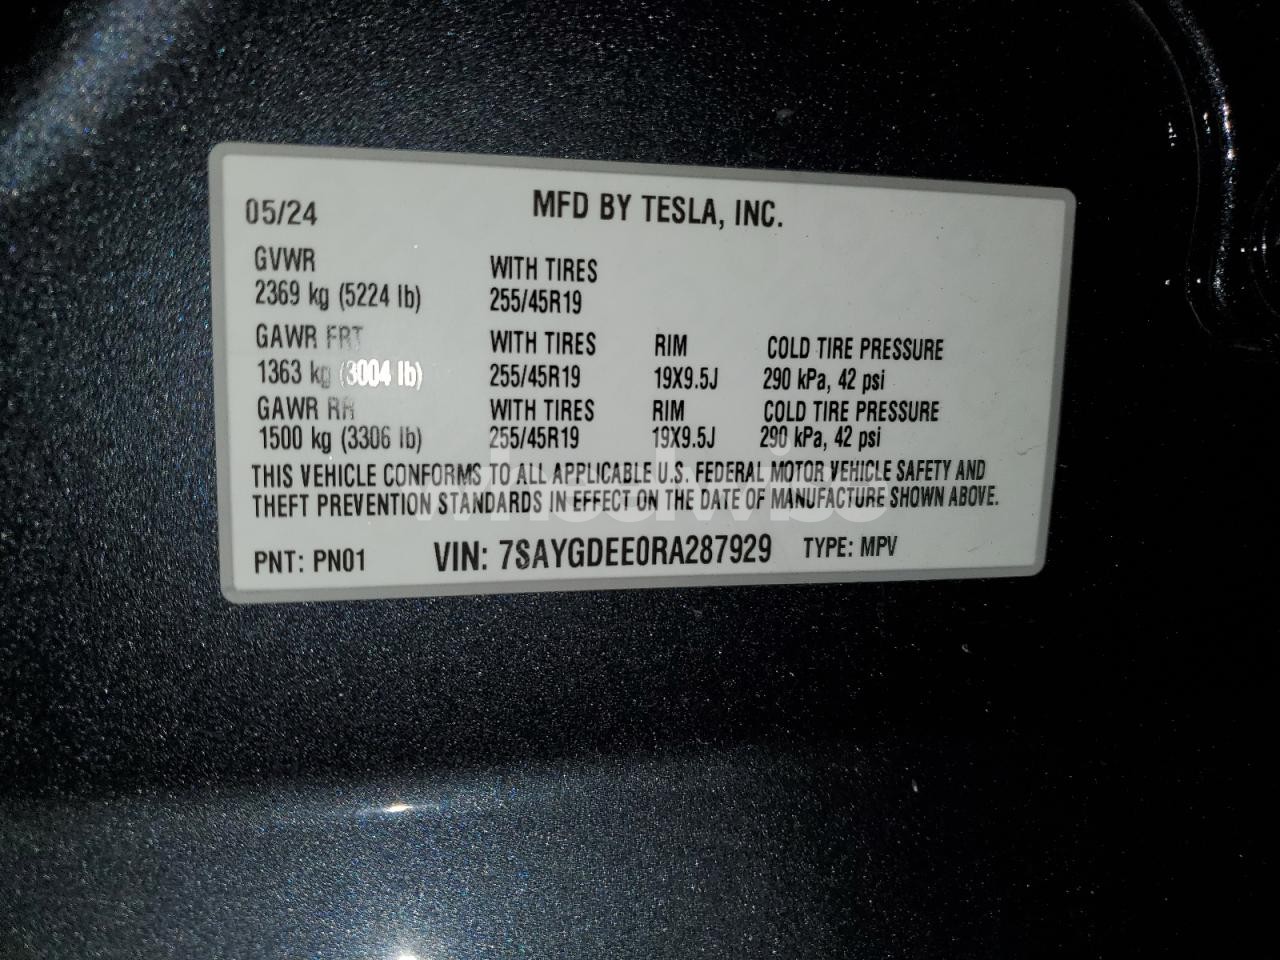 05/24 MFD BY TESLA, INC.
GVWR WITH TIRES
2369 kg (5224 lb) 255/45R19
GAWR FRT WITH TIRES RIM COLD TIRE PRESSURE
1363 kg (3004 lb) 255/45R19 19X9.5J 290 kPa, 42 psi
GAWR RR WITH TIRES RIM COLD TIRE PRESSURE
1500 kg (3306 lb) 255/45R19 19X9.5J 290 kPa, 42 psi
THIS VEHICLE CONFORMS TO ALL APPLICABLE U.S. FEDERAL MOTOR VEHICLE SAFETY AND
THEFT PREVENTION STANDARDS IN EFFECT ON THE DATE OF MANUFACTURE SHOWN ABOVE.
PNT: PN01 VIN: 7SAYGDEE0RA287929 TYPE: MPV